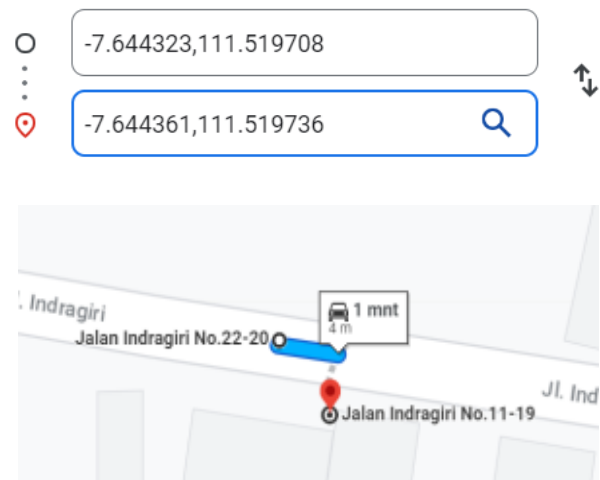 -7.644323,111.519708
-7.644361,111.519736
. Indragiri
1 mnt
4 m
Jalan Indragiri No.22-20
Jl. Ind
Jalan Indragiri No.11-19